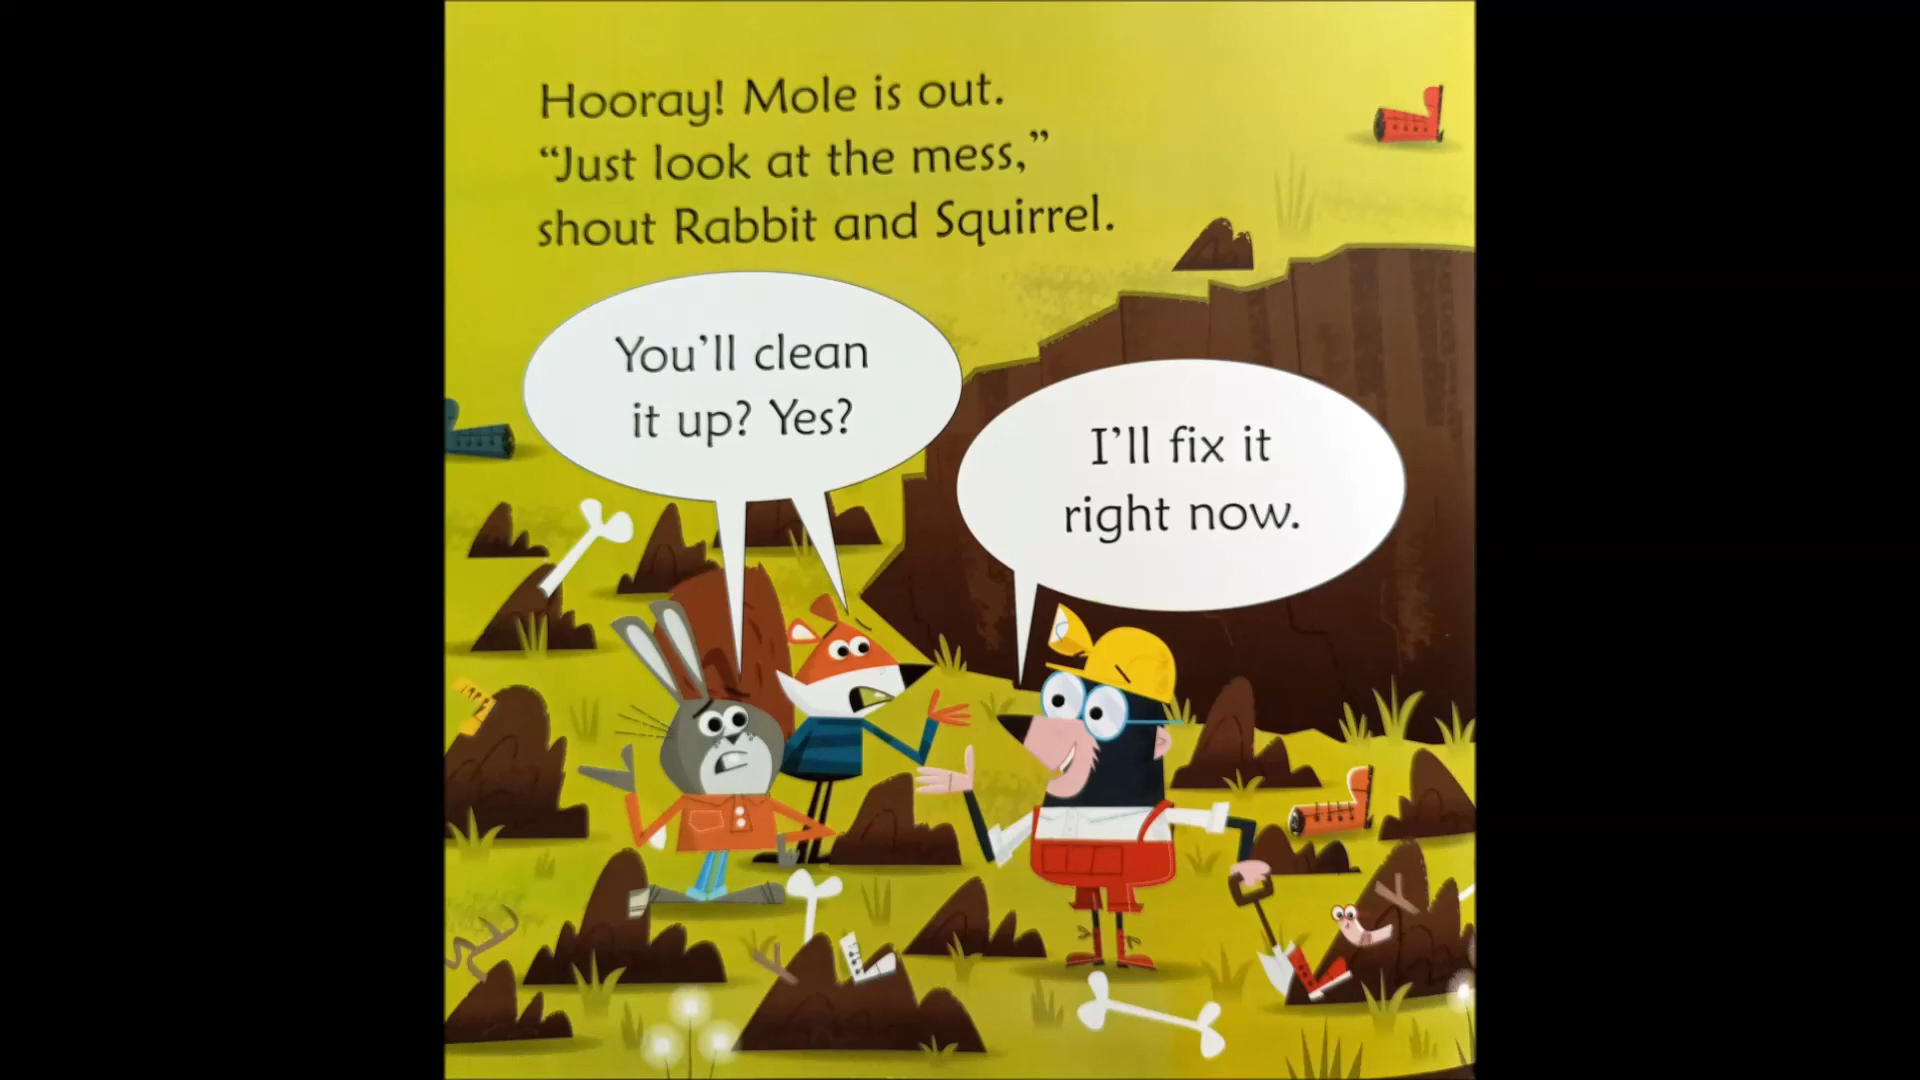 Hooray! Mole is out.
“Just look at the mess,”
shout Rabbit and Squirrel.
You’ll clean
it up? Yes?
I’ll fix it
right now.